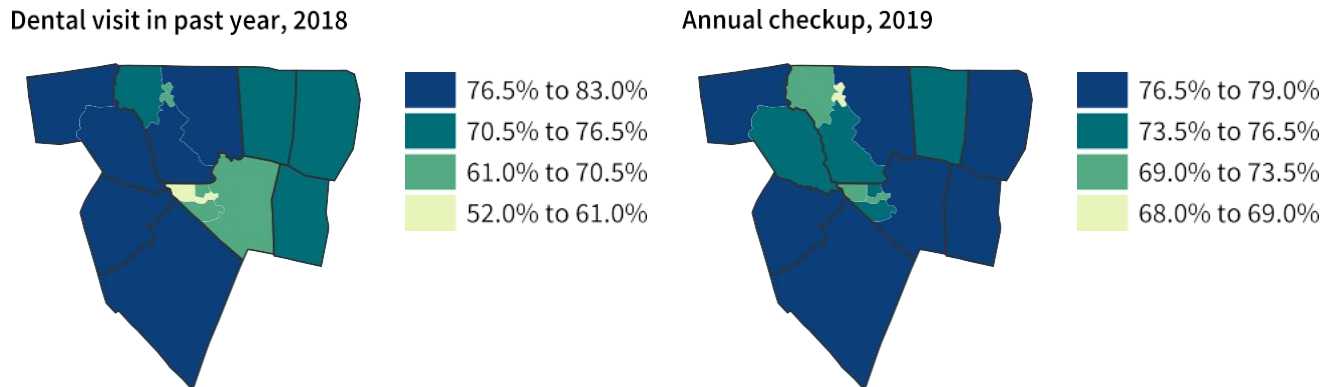 Dental visit in past year, 2018
76.5% to 83.0%
70.5% to 76.5%
61.0% to 70.5%
52.0% to 61.0%
Annual checkup, 2019
76.5% to 79.0%
73.5% to 76.5%
69.0% to 73.5%
68.0% to 69.0%